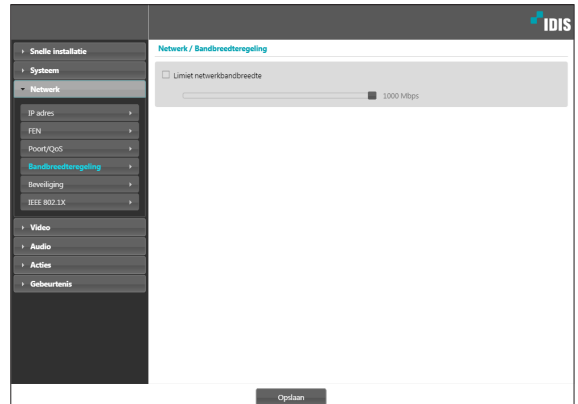 IDIS
Snelle installatie
Systeem
Netwerk
IP adres
FEN
Poort/QoS
Bandbreedteregeling
Beveiliging
IEEE 802.1X
Video
Audio
Acties
Gebeurtenis
Netwerk / Bandbreedteregeling
Limiet netwerkbandbreedte
1000 Mbps
Opslaan